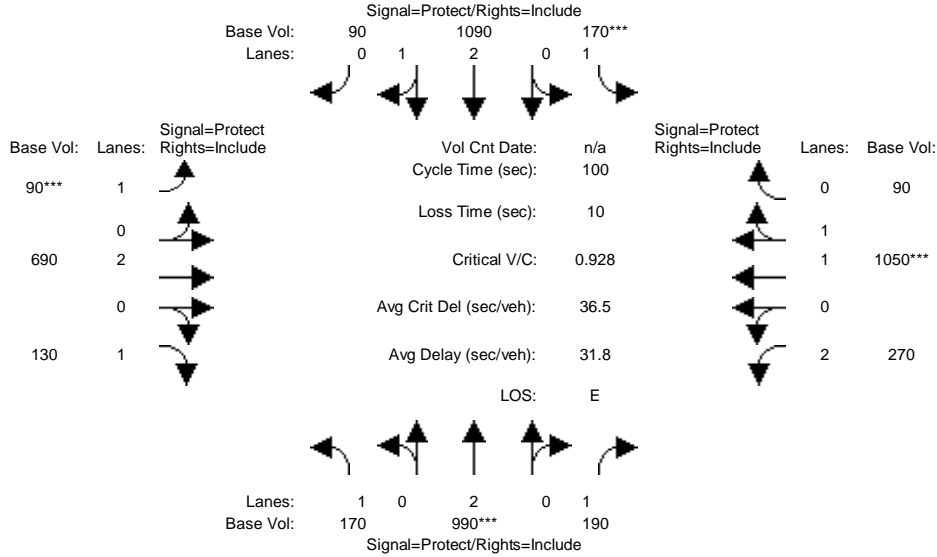 Signal=Protect/Rights=Include
Base Vol: 90 1090 170***
Lanes: 0 1 2 0 1
Signal=Protect Signal=Protect
Base Vol: Lanes: Rights=Include Vol Cnt Date: n/a Rights=Include Lanes: Base Vol:
Cycle Time (sec): 100
90*** 1 0 90
Loss Time (sec): 10
0 1
690 2 Critical V/C: 0.928 1 1050***
0 Avg Crit Del (sec/veh): 36.5 0
130 1 Avg Delay (sec/veh): 31.8 2 270
LOS: E
Lanes: 1 0 2 0 1
Base Vol: 170 990*** 190
Signal=Protect/Rights=Include